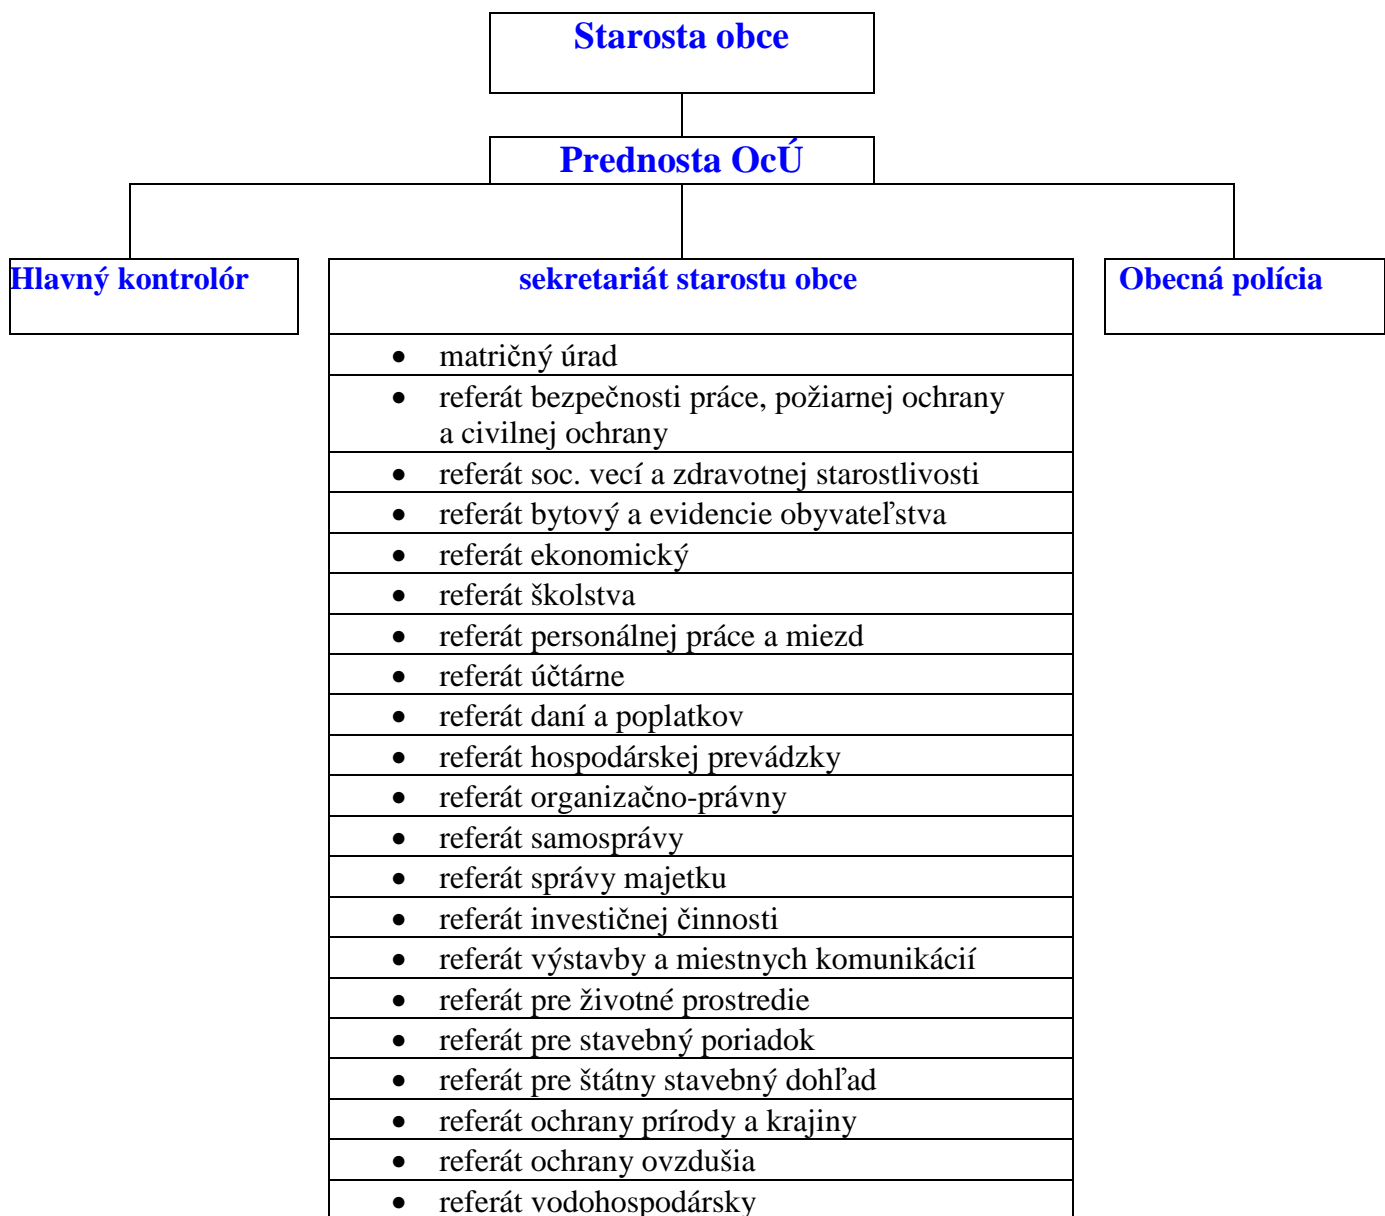 Starosta obce
Prednosta OcÚ
Hlavný kontrolór
sekretariát starostu obce
Obecná polícia
• matričný úrad
• referát bezpečnosti práce, požiarnej ochrany
a civilnej ochrany
• referát soc. vecí a zdravotnej starostlivosti
• referát bytový a evidencie obyvateľstva
• referát ekonomický
• referát školstva
• referát personálnej práce a miezd
• referát účtárne
• referát daní a poplatkov
• referát hospodárskej prevádzky
• referát organizačno-právny
• referát samosprávy
• referát správy majetku
• referát investičnej činnosti
• referát výstavby a miestnych komunikácií
• referát pre životné prostredie
• referát pre stavebný poriadok
• referát pre štátny stavebný dohľad
• referát ochrany prírody a krajiny
• referát ochrany ovzdušia
• referát vodohospodársky